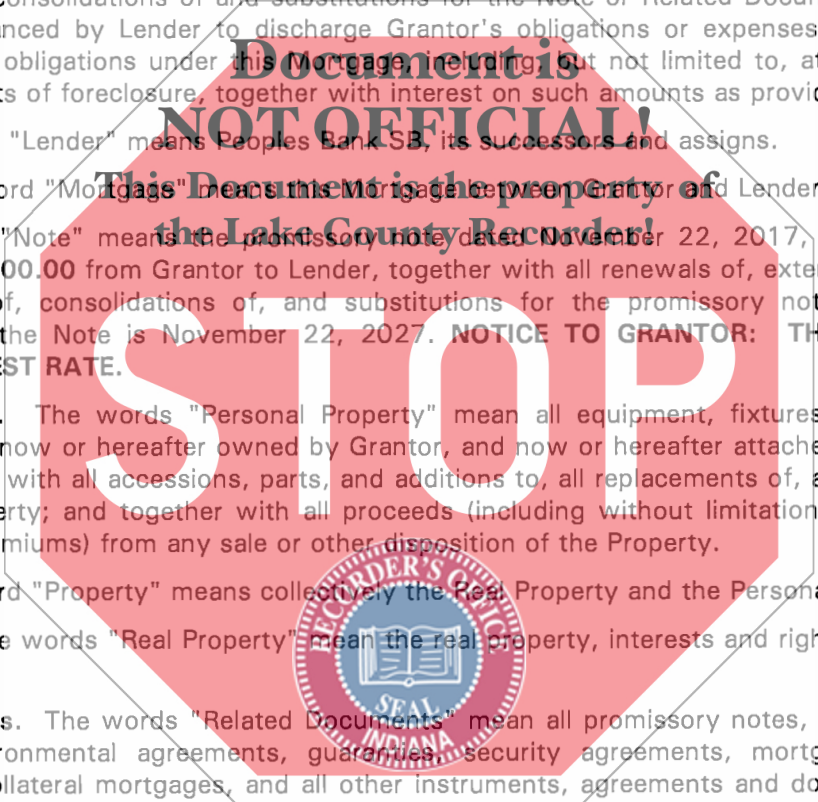 consolidations of and substitutions for the Note or Related Docum
nced by Lender to discharge Grantor's obligations or expenses
obligations under this Mortgage, including, but not limited to, at
s of foreclosure, together with interest on such amounts as provid
Document is
NOT OFFICIAL!
This Document is the property of
the Lake County Recorder!
"Lender" means Peoples Bank SB, its successors and assigns.
ord "Mortgage" means this Mortgage between Grantor and Lender
"Note" means the promissory note dated November 22, 2017,
00.00 from Grantor to Lender, together with all renewals of, exte
of, consolidations of, and substitutions for the promissory not
the Note is November 22, 2027. NOTICE TO GRANTOR: TH
EST RATE.
STOP
. The words "Personal Property" mean all equipment, fixtures
now or hereafter owned by Grantor, and now or hereafter attache
with all accessions, parts, and additions to, all replacements of, a
erty; and together with all proceeds (including without limitation
miums) from any sale or other disposition of the Property.
rd "Property" means collectively the Real Property and the Persona
e words "Real Property" mean the real property, interests and righ
RECORDER'S OFFICE
SEAL
INDIANA
s. The words "Related Documents" mean all promissory notes,
ronmental agreements, guaranties, security agreements, mortg
llateral mortgages, and all other instruments, agreements and do